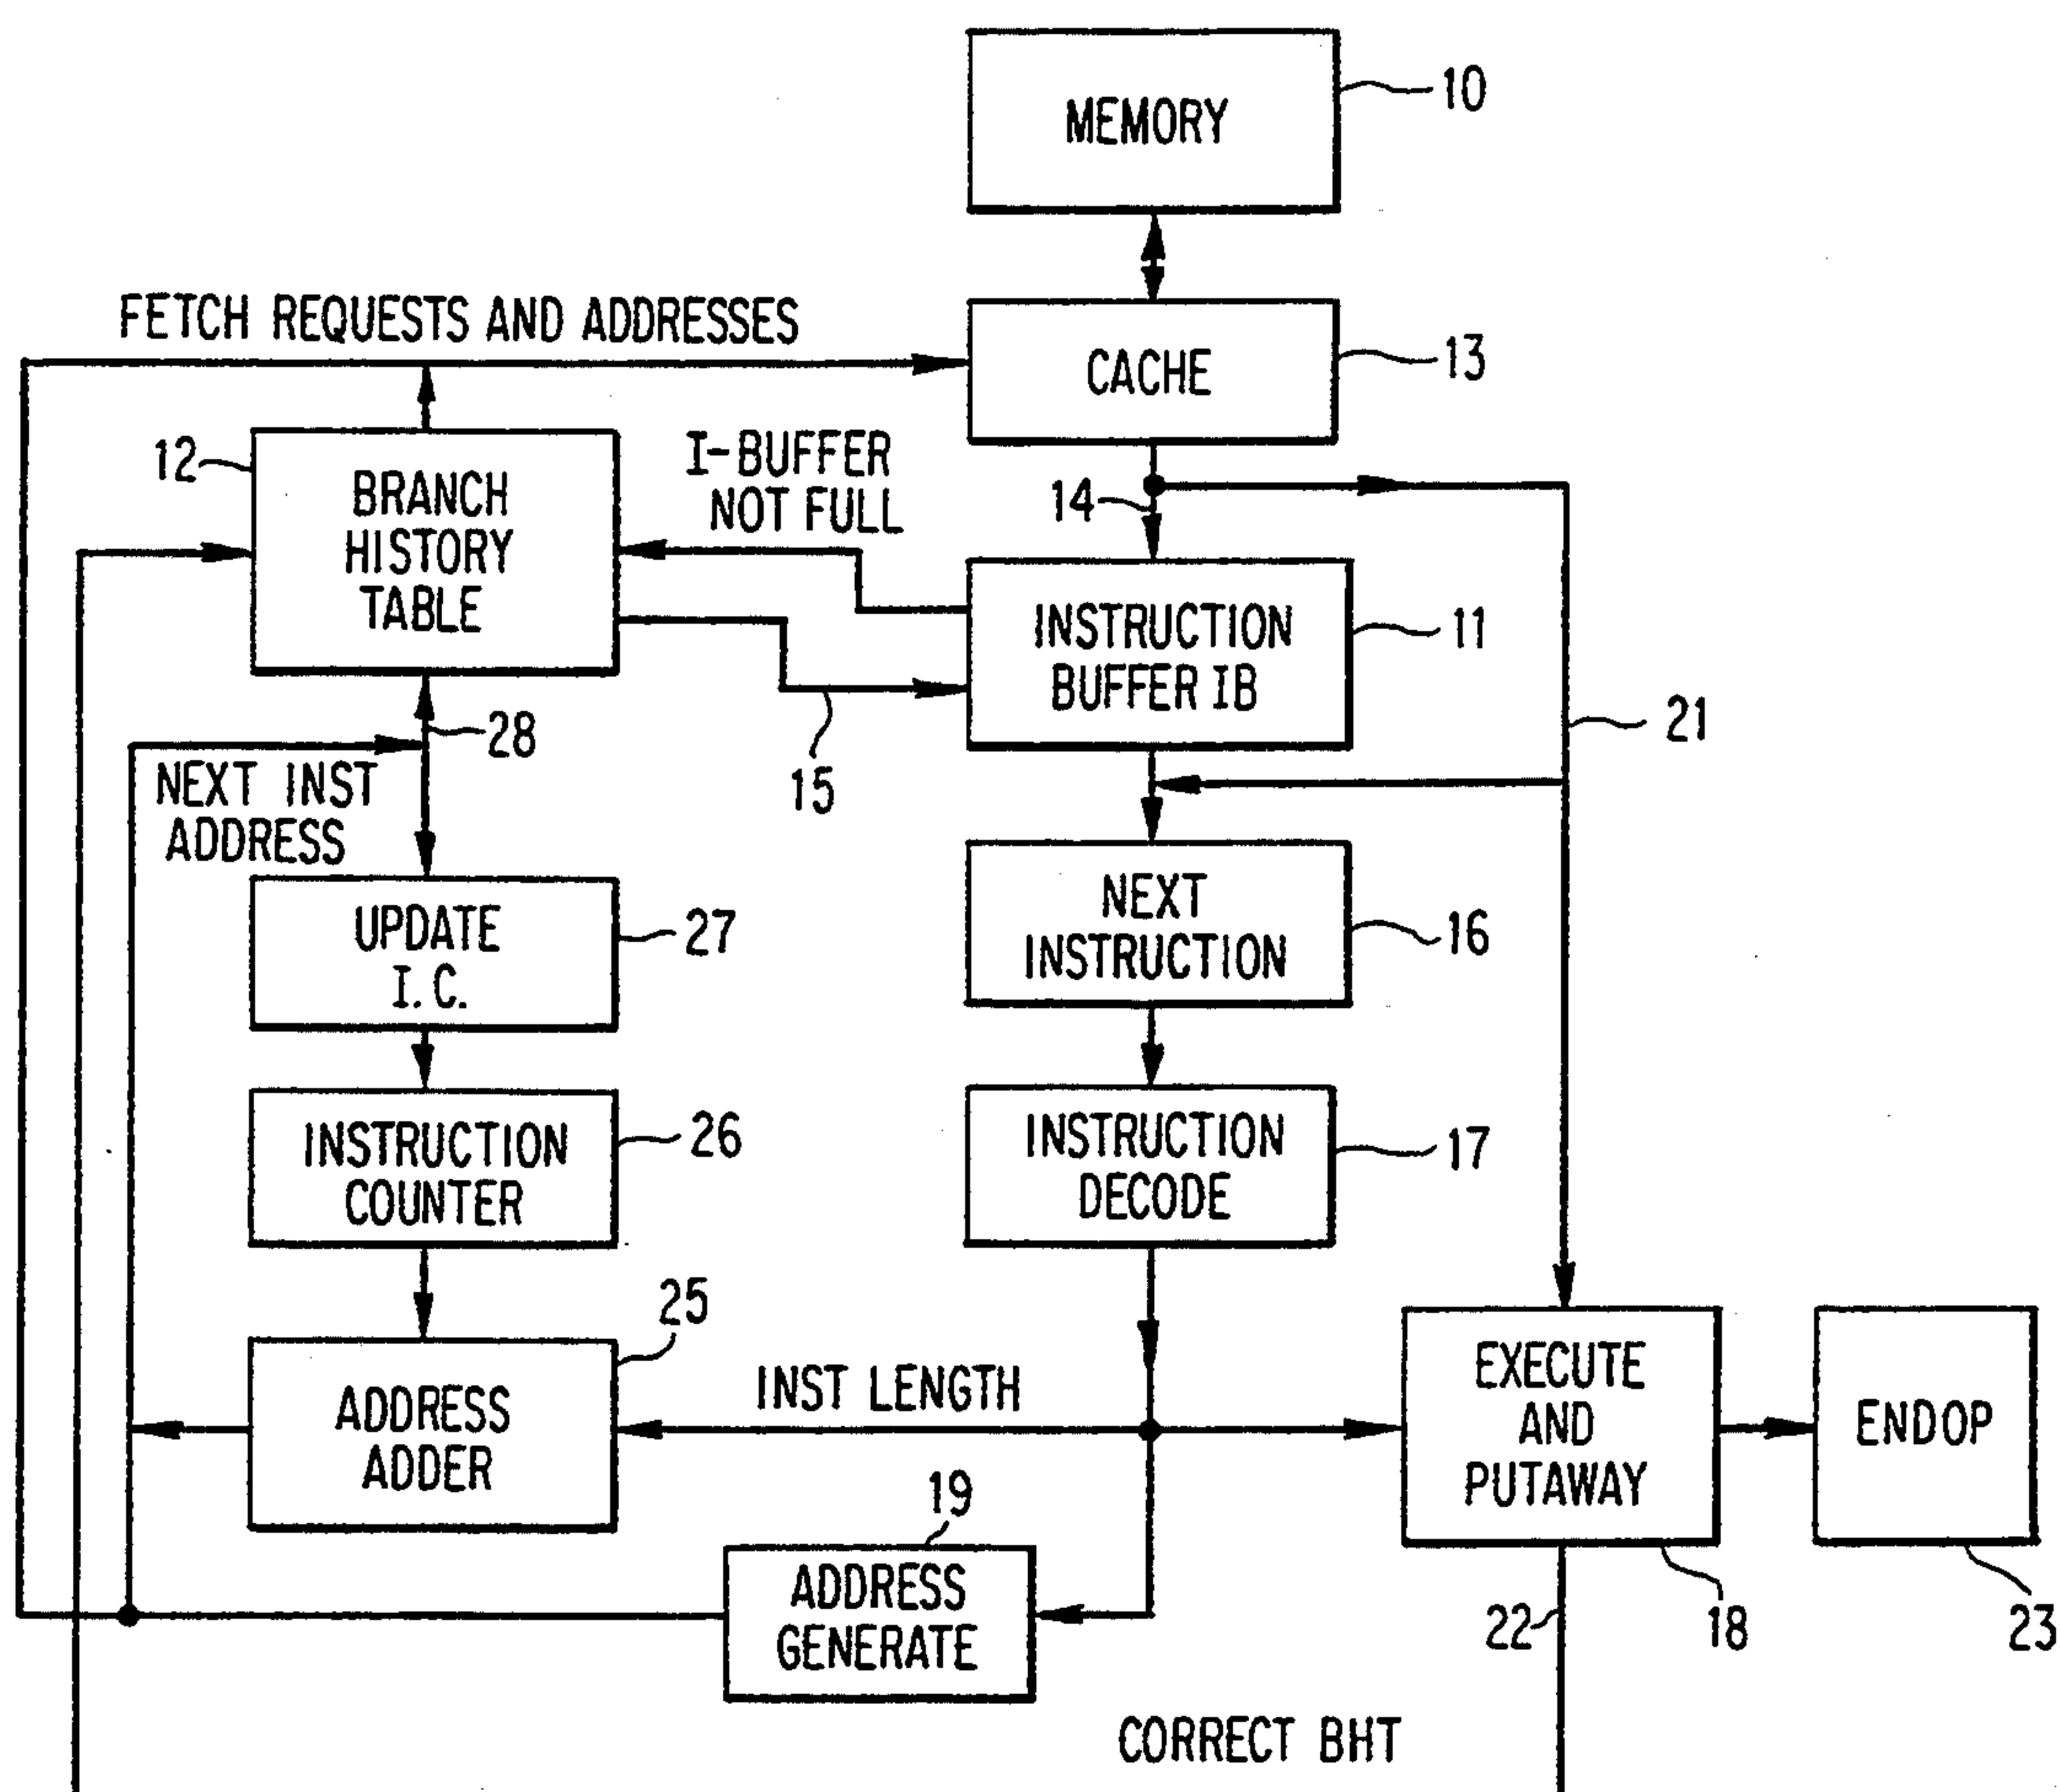 MEMORY
10
FETCH REQUESTS AND ADDRESSES
CACHE
13
12
BRANCH
HISTORY
TABLE
I-BUFFER
NOT FULL
14
INSTRUCTION
BUFFER IB
11
21
28
15
NEXT INST
ADDRESS
UPDATE
I.C.
27
NEXT
INSTRUCTION
16
INSTRUCTION
COUNTER
26
INSTRUCTION
DECODE
17
25
ADDRESS
ADDER
INST LENGTH
EXECUTE
AND
PUTAWAY
ENDOP
19
ADDRESS
GENERATE
22
18
23
CORRECT BHT